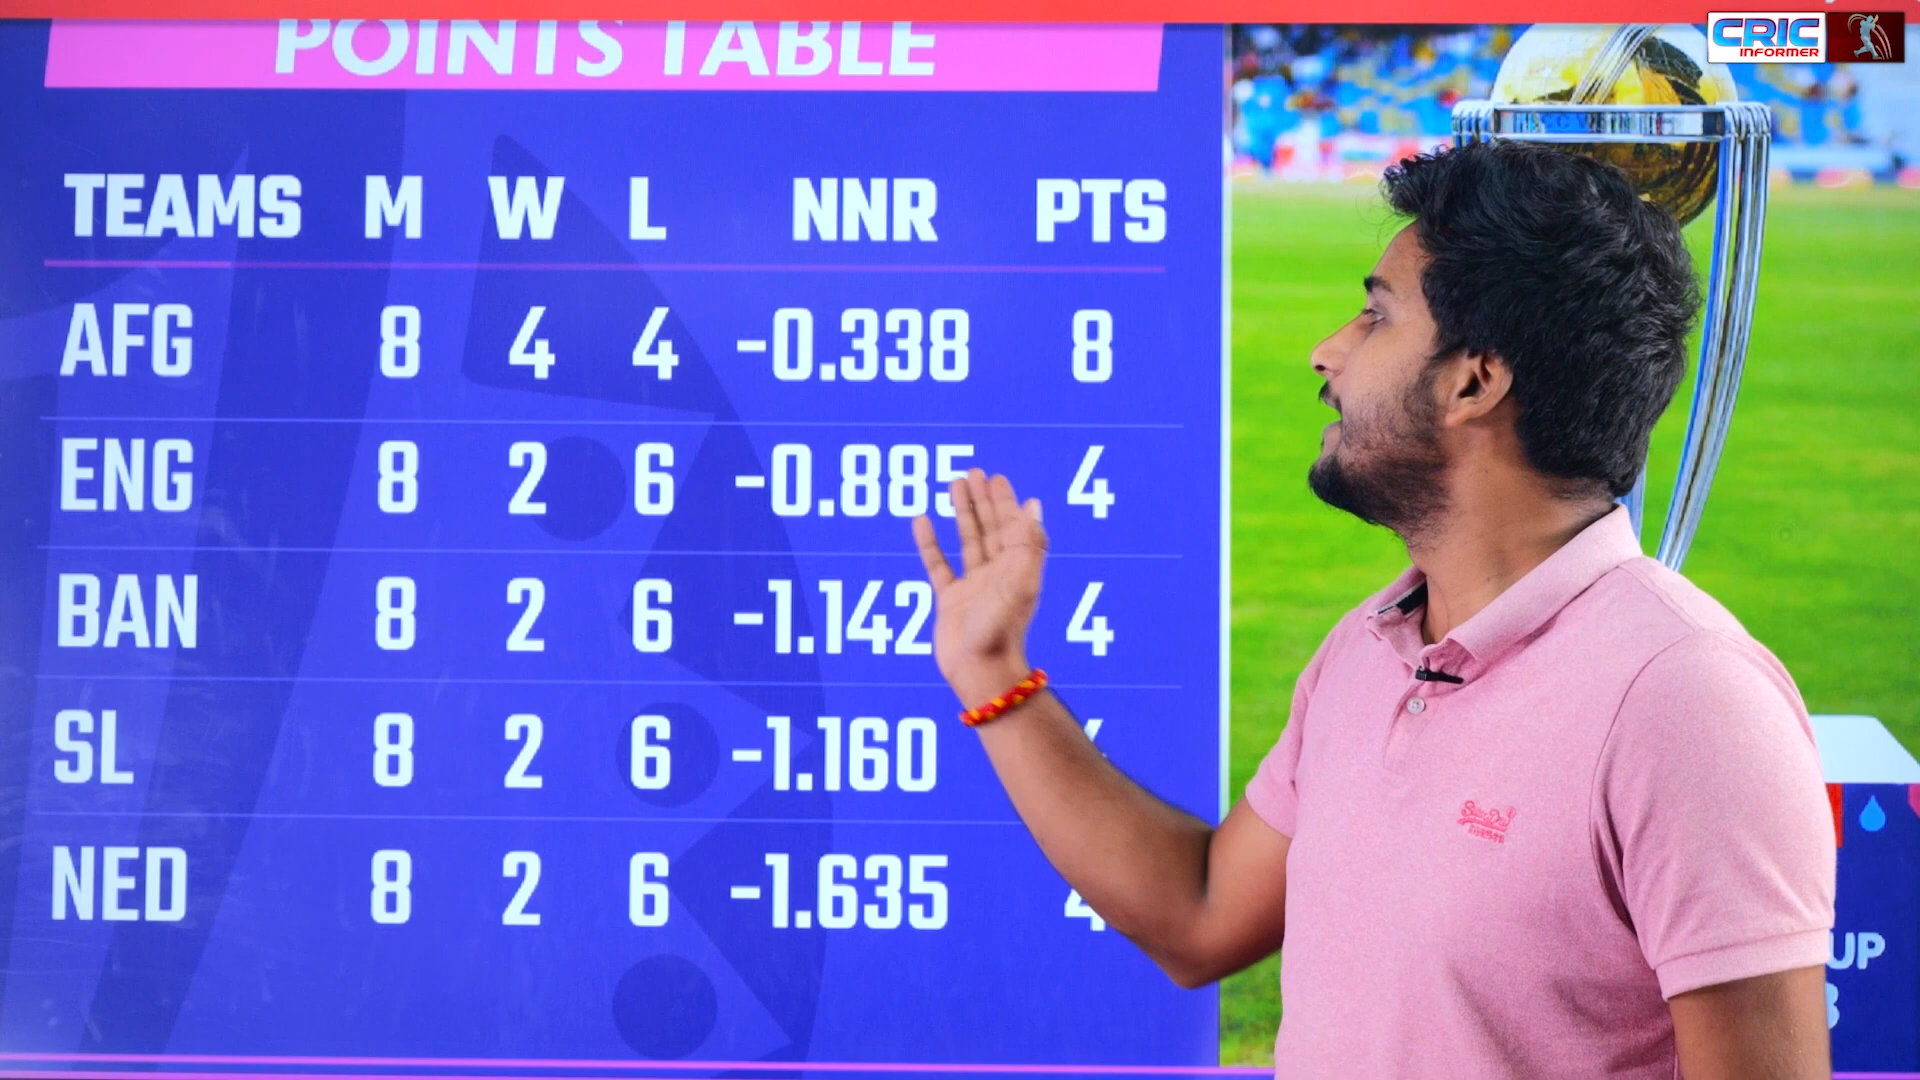 CRIC
INFORMER
POINTS TABLE
TEAMS M W L NNR PTS
AFG 8 4 4 -0.338 8
ENG 8 2 6 -0.885 4
BAN 8 2 6 -1.142 4
SL 8 2 6 -1.160
NED 8 2 6 -1.635 4
UP